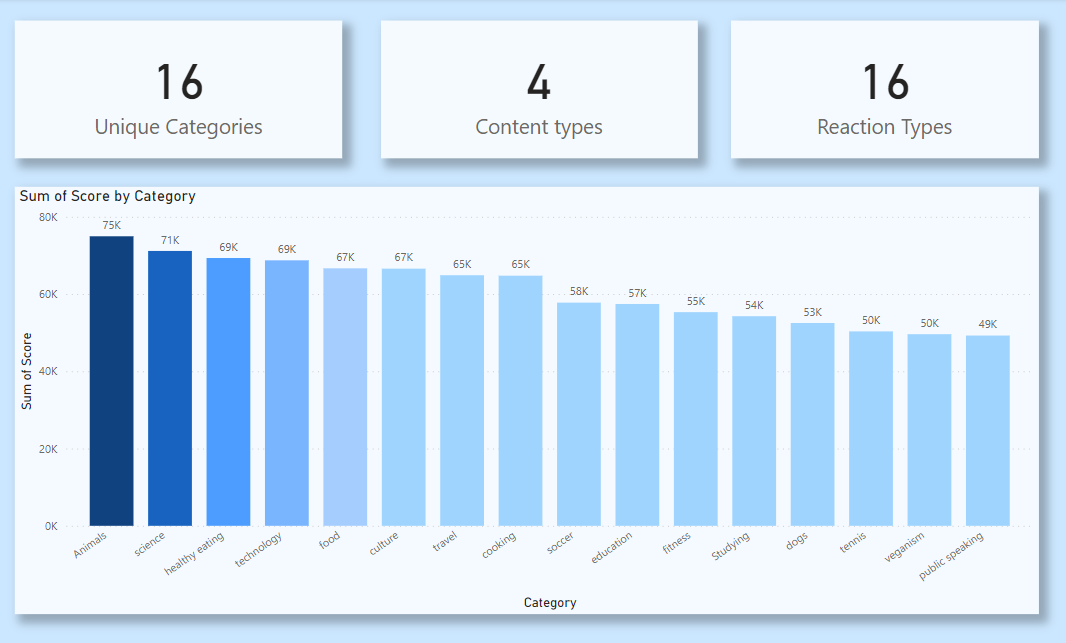 16
Unique Categories
4
Content types
16
Reaction Types
Sum of Score by Category
Sum of Score
80K
60K
40K
20K
0K
75K
71K
69K
69K
67K
67K
65K
65K
58K
57K
55K
54K
53K
50K
50K
49K
Animals
science
healthy eating
technology
food
culture
travel
cooking
soccer
education
fitness
Studying
dogs
tennis
veganism
public speaking
Category